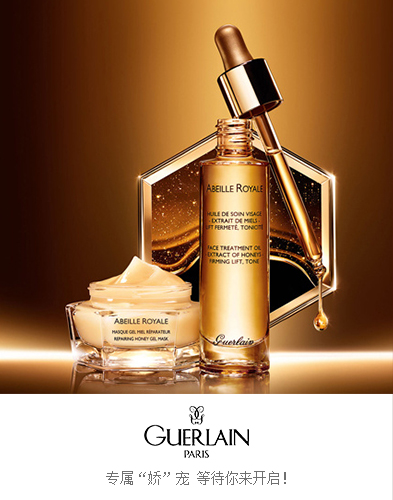 ABEILLE ROYALE
HUILE DE SOIN VISAGE
- EXTRAIT DE MIELS -
LIFT FERMETÉ, TONICITÉ
FACE TREATMENT OIL
EXTRACT OF HONEYS
FIRMING LIFT, TONE
Guerlain
ABEILLE ROYALE
MASQUE GEL MIEL RÉPARATEUR
REPAIRING HONEY GEL MASK
GUERLAIN
PARIS
专属“娇”宠 等待你来开启!